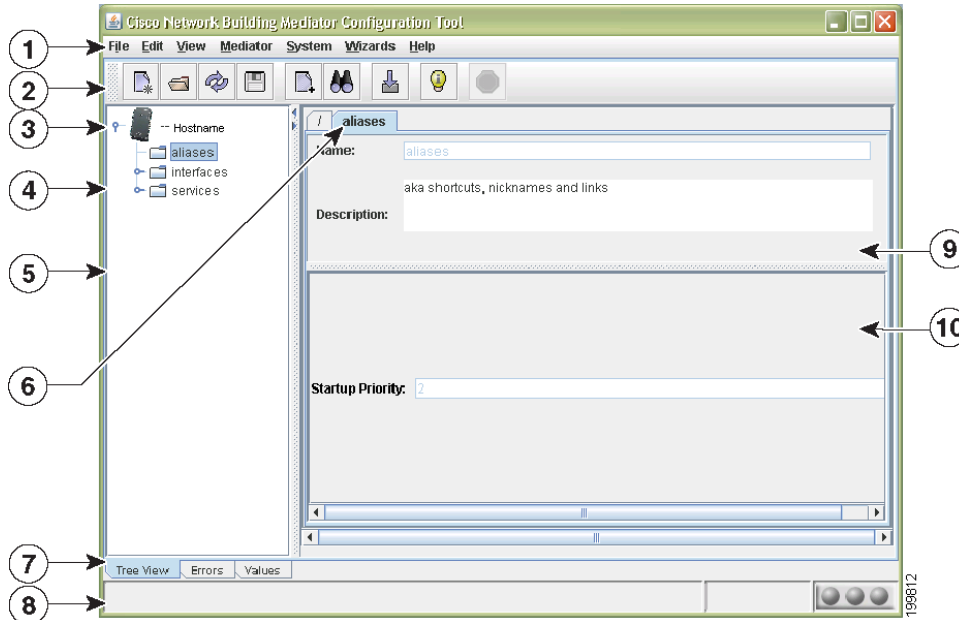 Cisco Network Building Mediator Configuration Tool
File Edit View Mediator System Wizards Help
1
2
3
-- Hostname
/ aliases
aliases
Name: aliases
interfaces
4
services
aka shortcuts, nicknames and links
Description:
9
5
10
6
Startup Priority: 2
7
Tree View Errors Values
8
199812